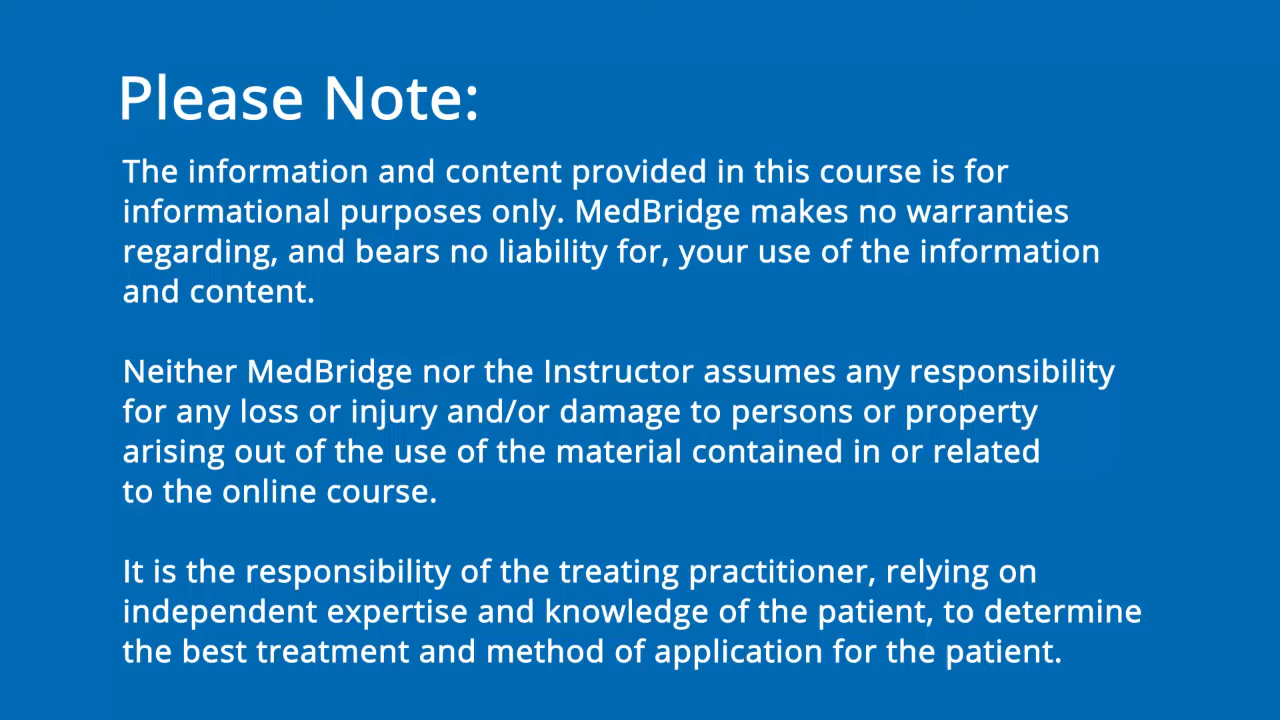 Please Note:
The information and content provided in this course is for
informational purposes only. MedBridge makes no warranties
regarding, and bears no liability for, your use of the information
and content.
Neither MedBridge nor the Instructor assumes any responsibility
for any loss or injury and/or damage to persons or property
arising out of the use of the material contained in or related
to the online course.
It is the responsibility of the treating practitioner, relying on
independent expertise and knowledge of the patient, to determine
the best treatment and method of application for the patient.